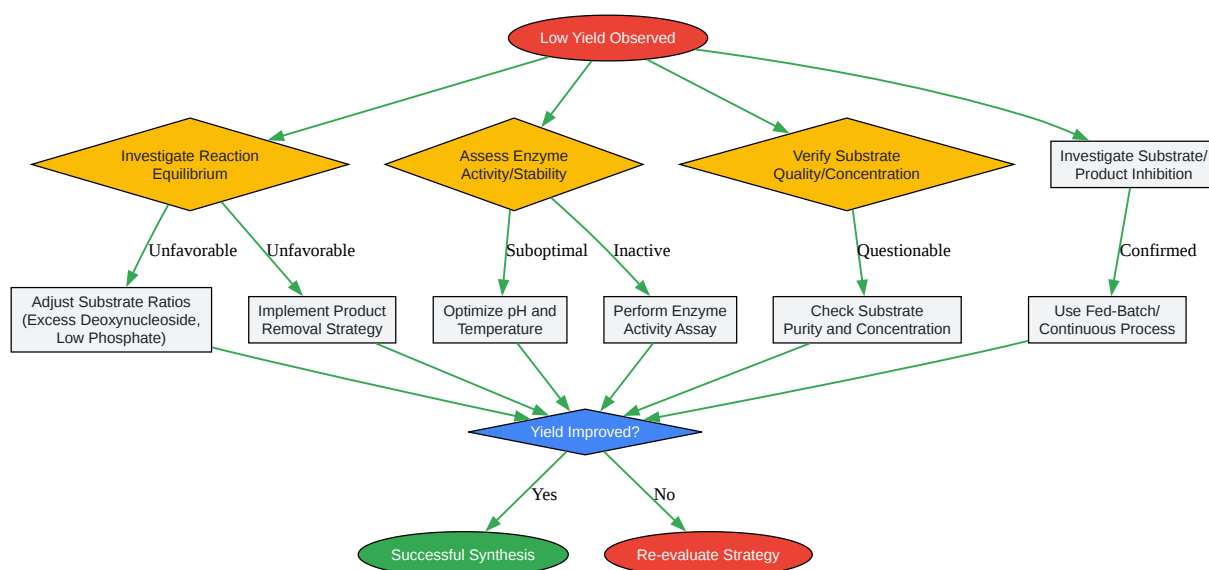 Low Yield Observed
Investigate Reaction
Equilibrium
Assess Enzyme
Activity/Stability
Verify Substrate
Quality/Concentration
Investigate Substrate/
Product Inhibition
Unfavorable
Unfavorable
Suboptimal
Inactive
Questionable
Confirmed
Adjust Substrate Ratios
(Excess Deoxynucleoside,
Low Phosphate)
Implement Product
Removal Strategy
Optimize pH and
Temperature
Perform Enzyme
Activity Assay
Check Substrate
Purity and Concentration
Use Fed-Batch/
Continuous Process
Yield Improved?
Yes
No
Successful Synthesis
Re-evaluate Strategy